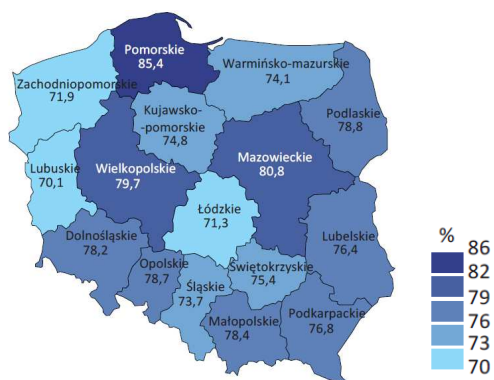 Pomorskie
85,4
Warmińsko-mazurskie
74,1
Zachodniopomorskie
71,9
Kujawsko-
-pomorskie
74,8
Podlaskie
78,8
Lubuskie
70,1
Wielkopolskie
79,7
Mazowieckie
80,8
Łódzkie
71,3
Dolnośląskie
78,2
Lubelskie
76,4
Opolskie
78,7
Śląskie
73,7
Świętokrzyskie
75,4
Małopolskie
78,4
Podkarpackie
76,8
%
86
82
79
76
73
70